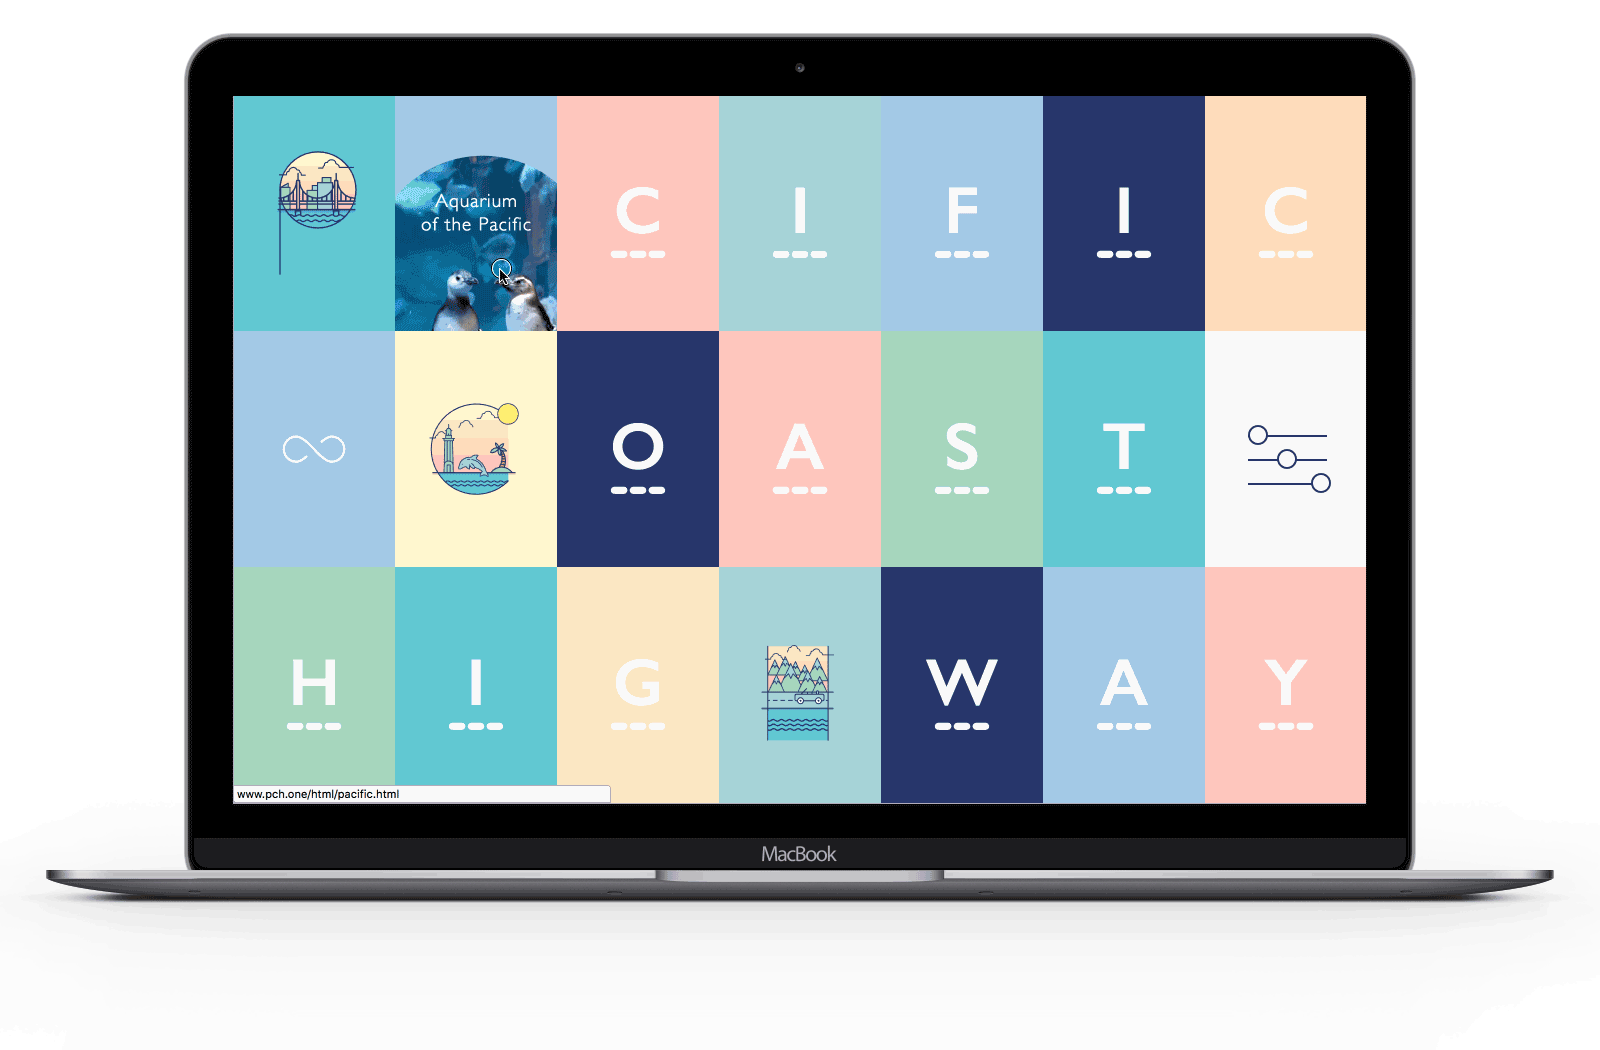 Aquarium
of the Pacific
C I F I C
O A S T
H I G W A Y
www.pch.one/html/pacific.html
MacBook